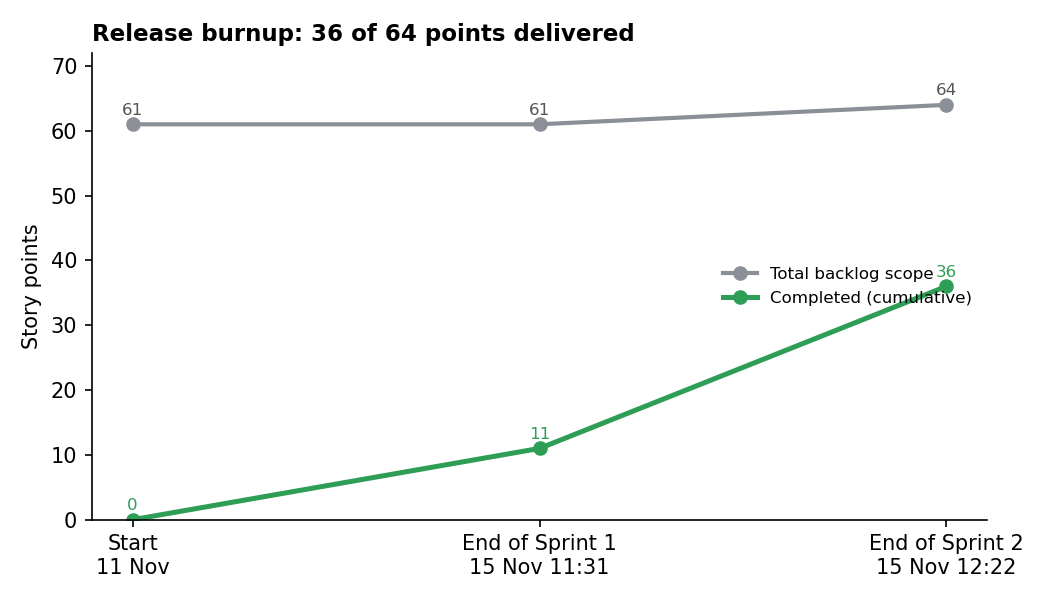 Release burnup: 36 of 64 points delivered
70
60
50
40
30
20
10
0
Story points
61
61
64
Total backlog scope
Completed (cumulative)
36
11
0
Start
11 Nov
End of Sprint 1
15 Nov 11:31
End of Sprint 2
15 Nov 12:22